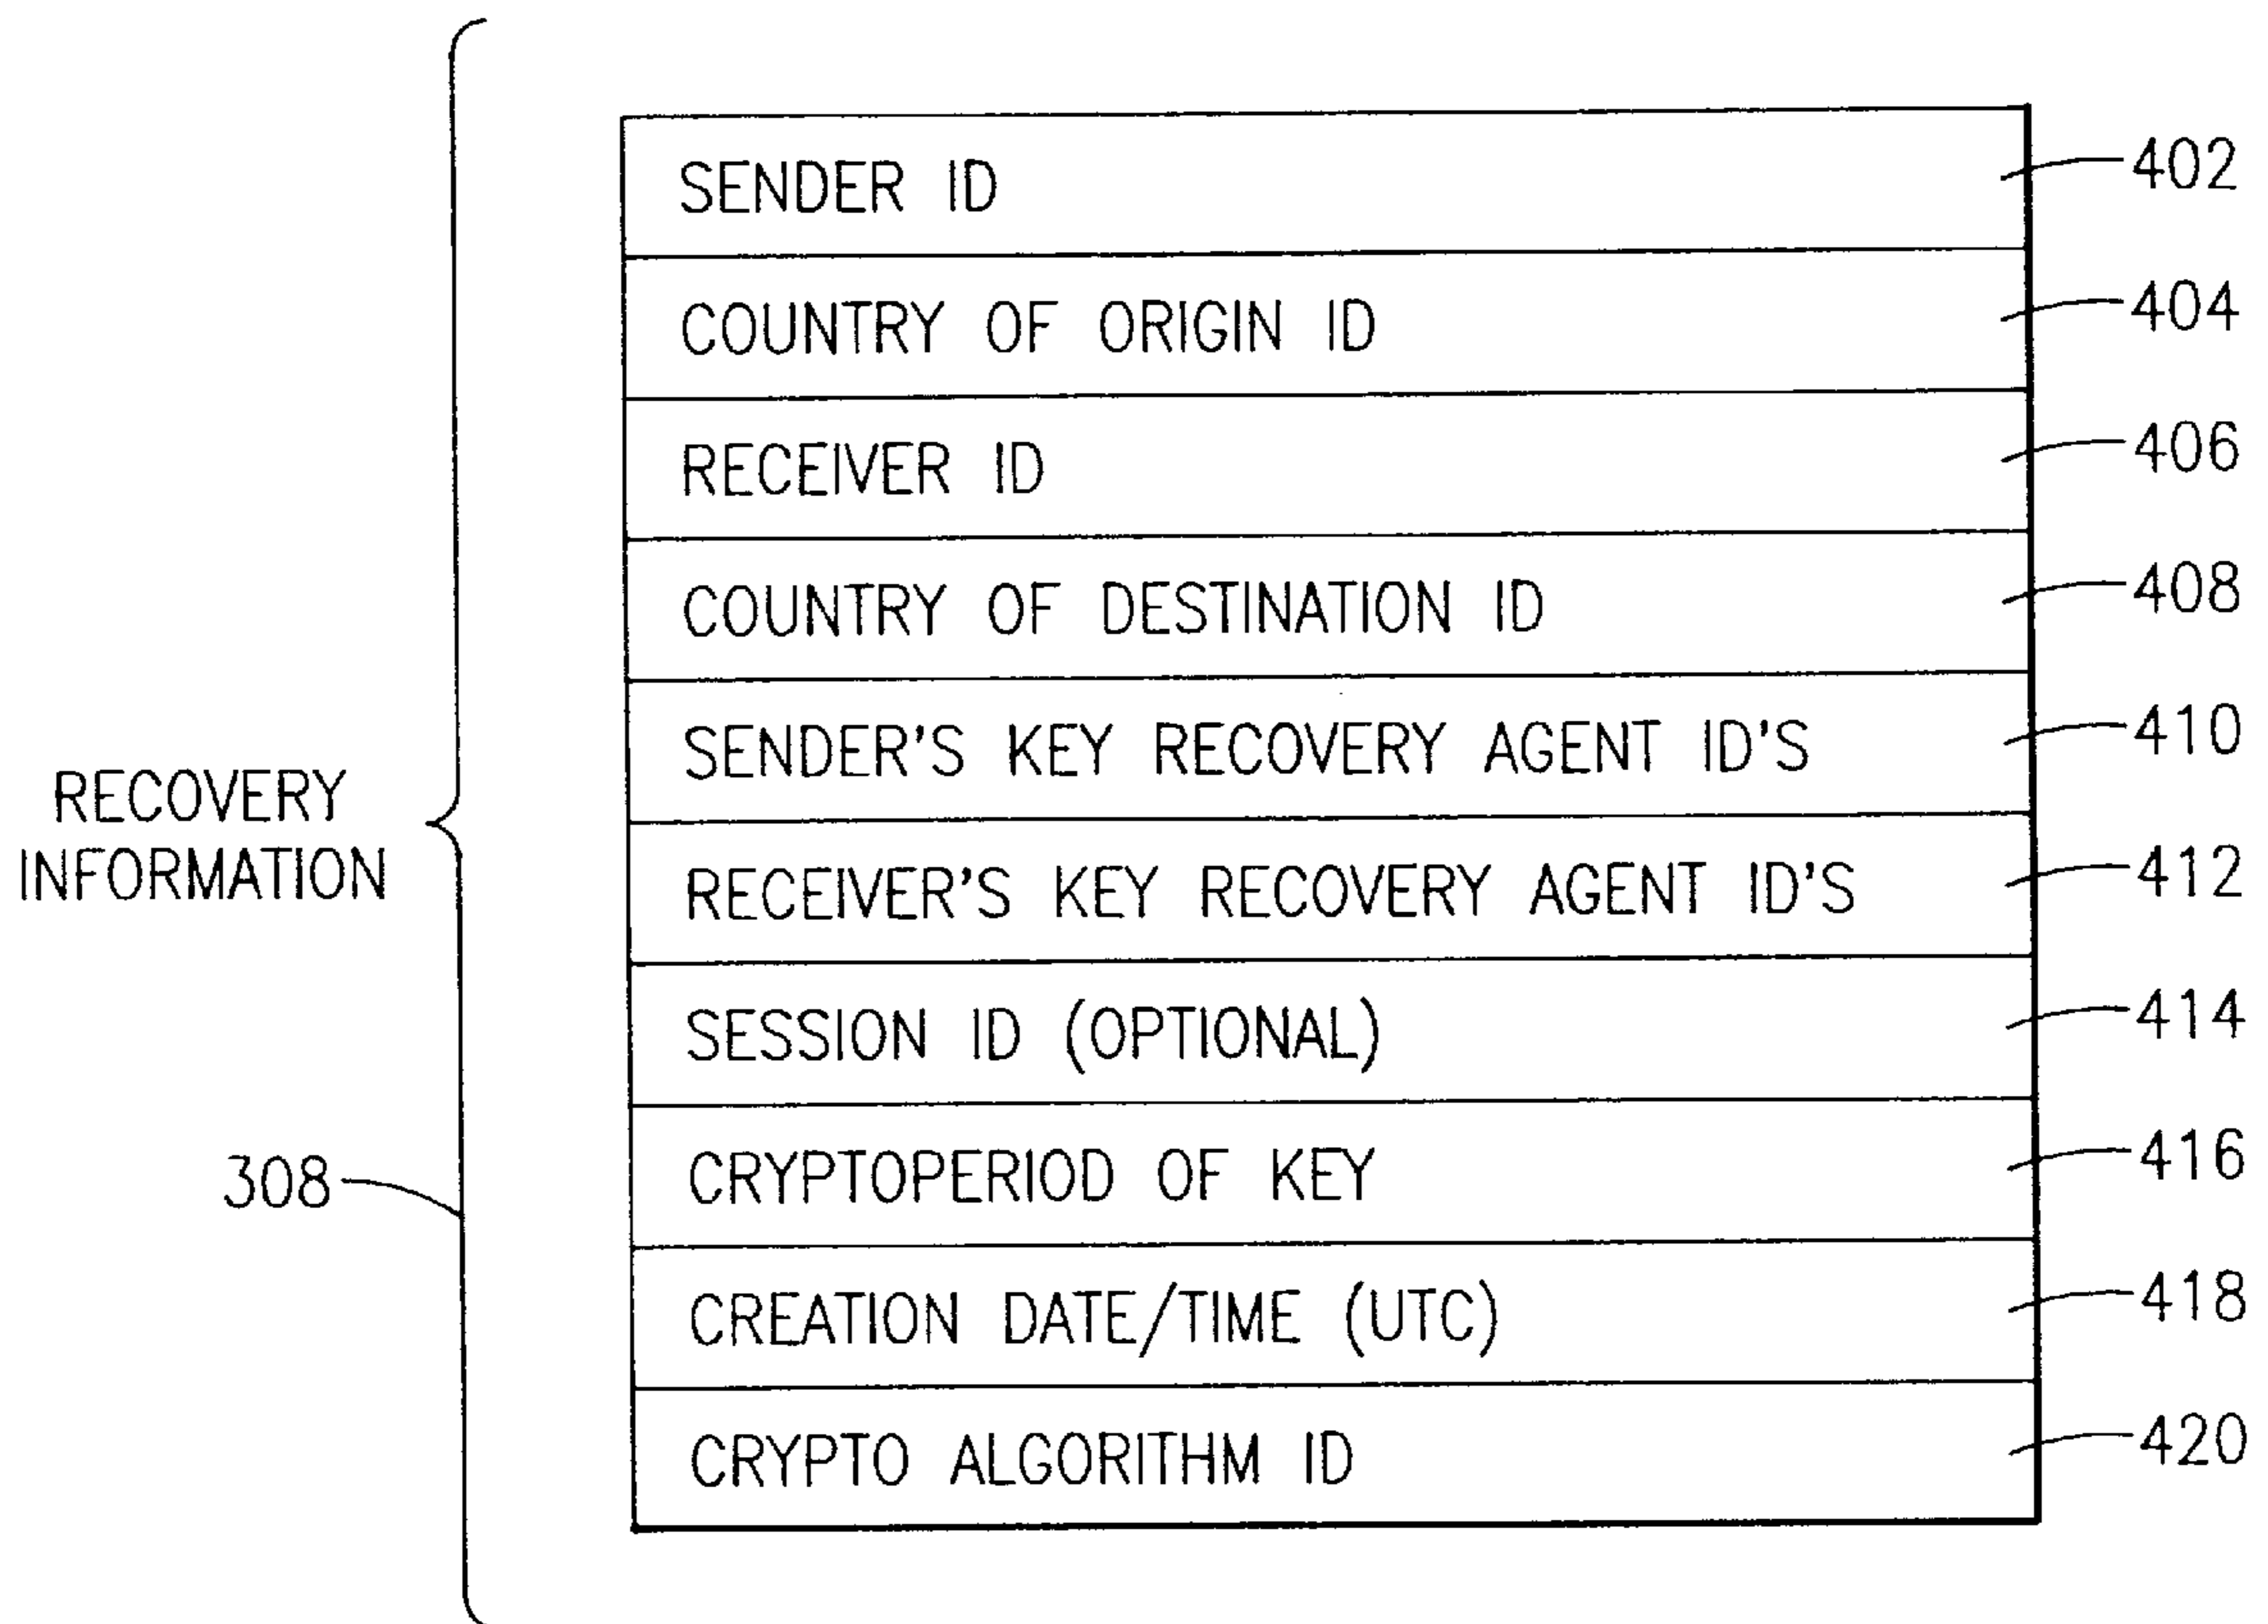 SENDER ID 402
COUNTRY OF ORIGIN ID 404
RECEIVER ID 406
COUNTRY OF DESTINATION ID 408
SENDER'S KEY RECOVERY AGENT ID'S 410
RECOVERY
INFORMATION
RECEIVER'S KEY RECOVERY AGENT ID'S 412
SESSION ID (OPTIONAL) 414
308
CRYPTOPERIOD OF KEY 416
CREATION DATE/TIME (UTC) 418
CRYPTO ALGORITHM ID 420